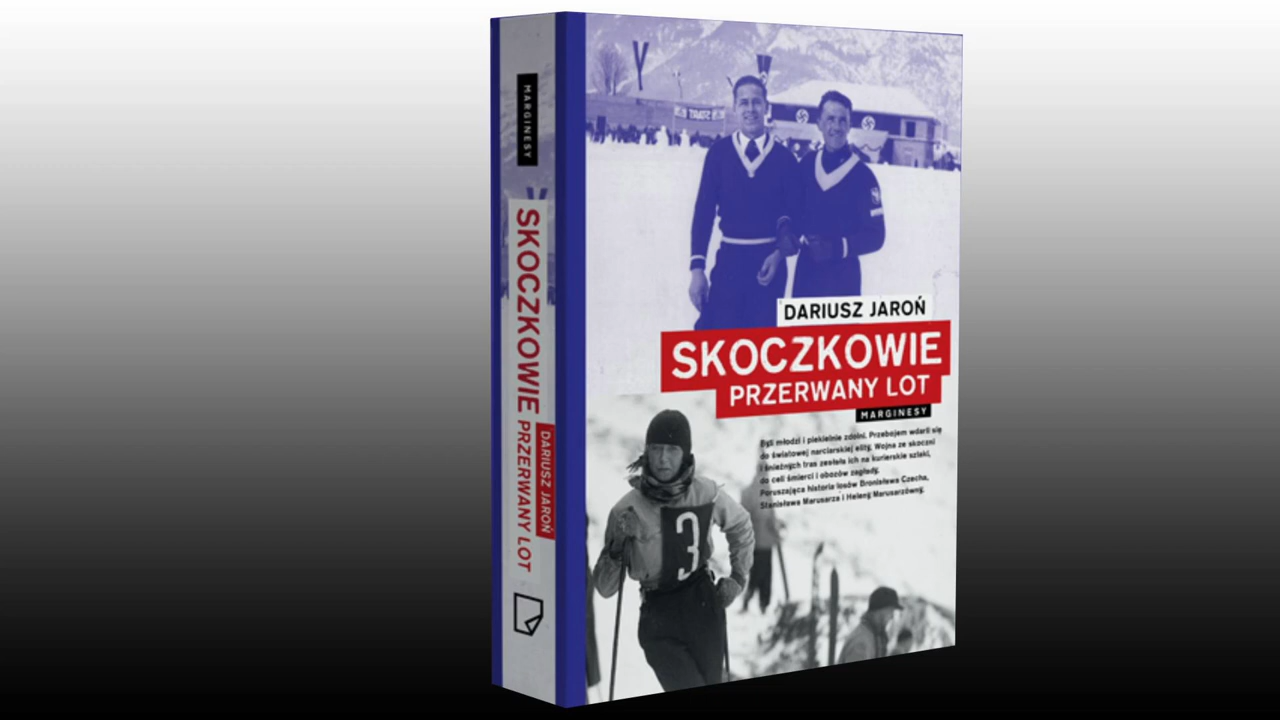 MARGINESY
SKOCZKOWIE PRZERWANY LOT
DARIUSZ JAROŃ
DARIUSZ JAROŃ
SKOCZKOWIE
PRZERWANY LOT
MARGINESY
Byli młodzi i piekielnie zdolni. Przebojem wdarli się
do światowej narciarskiej elity. Wojna ze skoczni
i śnieżnych tras zesłała ich na kurierskie szlaki,
do celi śmierci i obozów zagłady.
Poruszająca historia losów Bronisława Czecha,
Stanisława Marusarza i Heleny Marusarzówny.
3